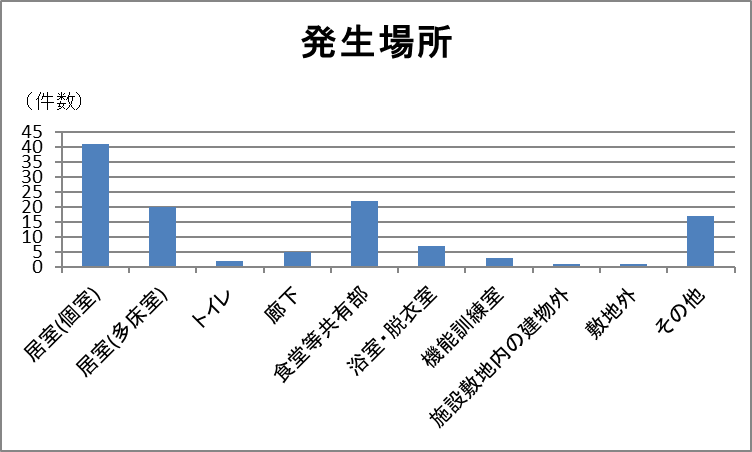 発生場所
（件数）
45
40
35
30
25
20
15
10
5
0
居室(個室)
居室(多床室)
トイレ
廊下
食堂等共有部
浴室・脱衣室
機能訓練室
施設敷地内の建物外
敷地外
その他